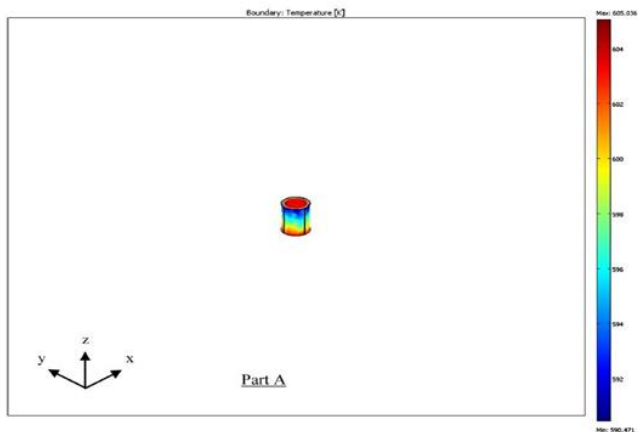 Boundary: Temperature [K]
Max: 605.036
604
602
600
598
596
594
592
Min: 590.471
z
y
x
Part A